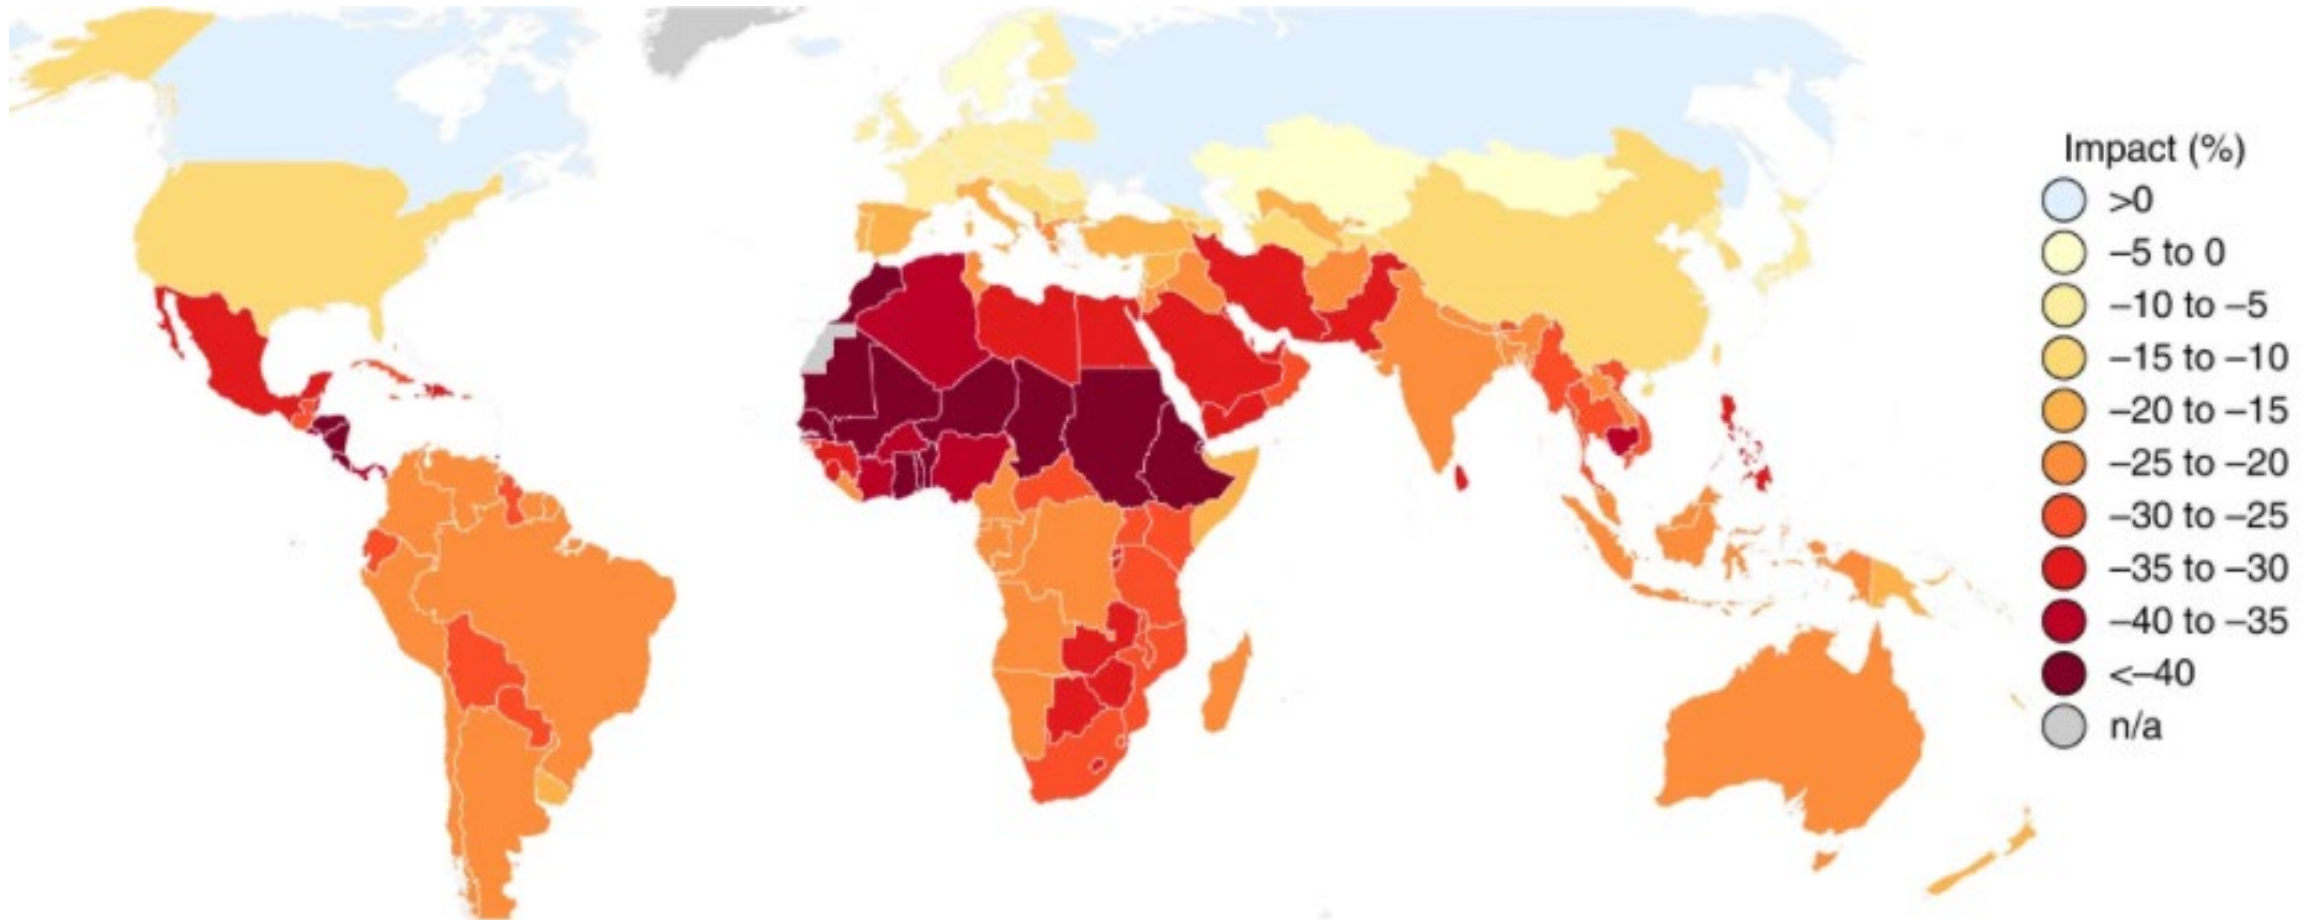 Impact (%)
>0
–5 to 0
–10 to –5
–15 to –10
–20 to –15
–25 to –20
–30 to –25
–35 to –30
–40 to –35
<–40
n/a